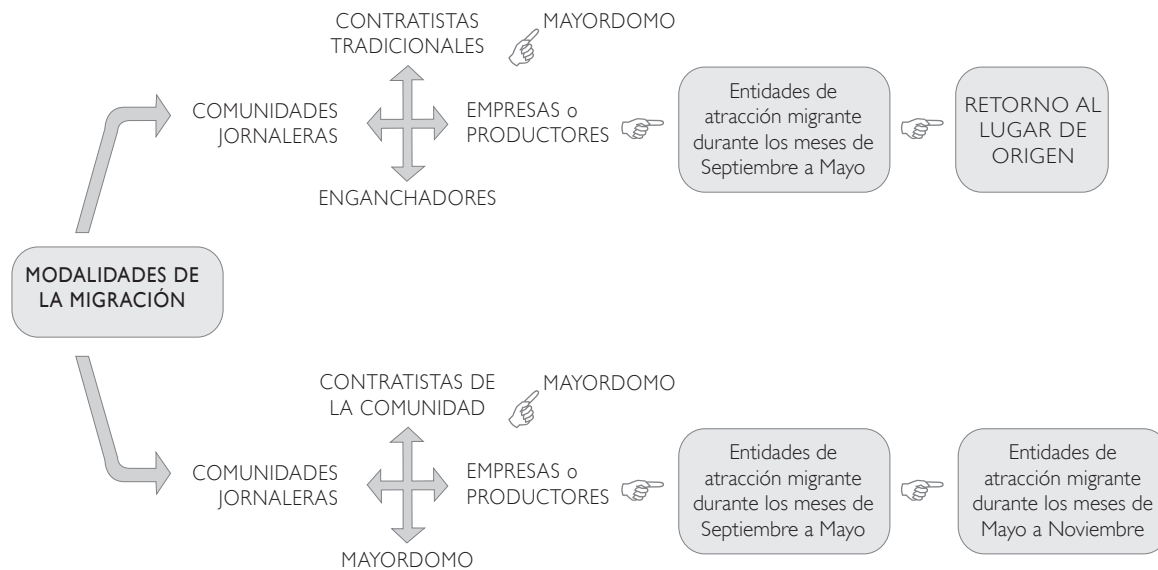 CONTRATISTAS
TRADICIONALES
MAYORDOMO
COMUNIDADES
JORNALERAS
EMPRESAS o
PRODUCTORES
ENGANCHADORES
Entidades de
atracción migrante
durante los meses de
Septiembre a Mayo
RETORNO AL
LUGAR DE
ORIGEN
MODALIDADES DE
LA MIGRACIÓN
CONTRATISTAS DE
LA COMUNIDAD
MAYORDOMO
COMUNIDADES
JORNALERAS
EMPRESAS o
PRODUCTORES
MAYORDOMO
Entidades de
atracción migrante
durante los meses de
Septiembre a Mayo
Entidades de
atracción migrante
durante los meses de
Mayo a Noviembre